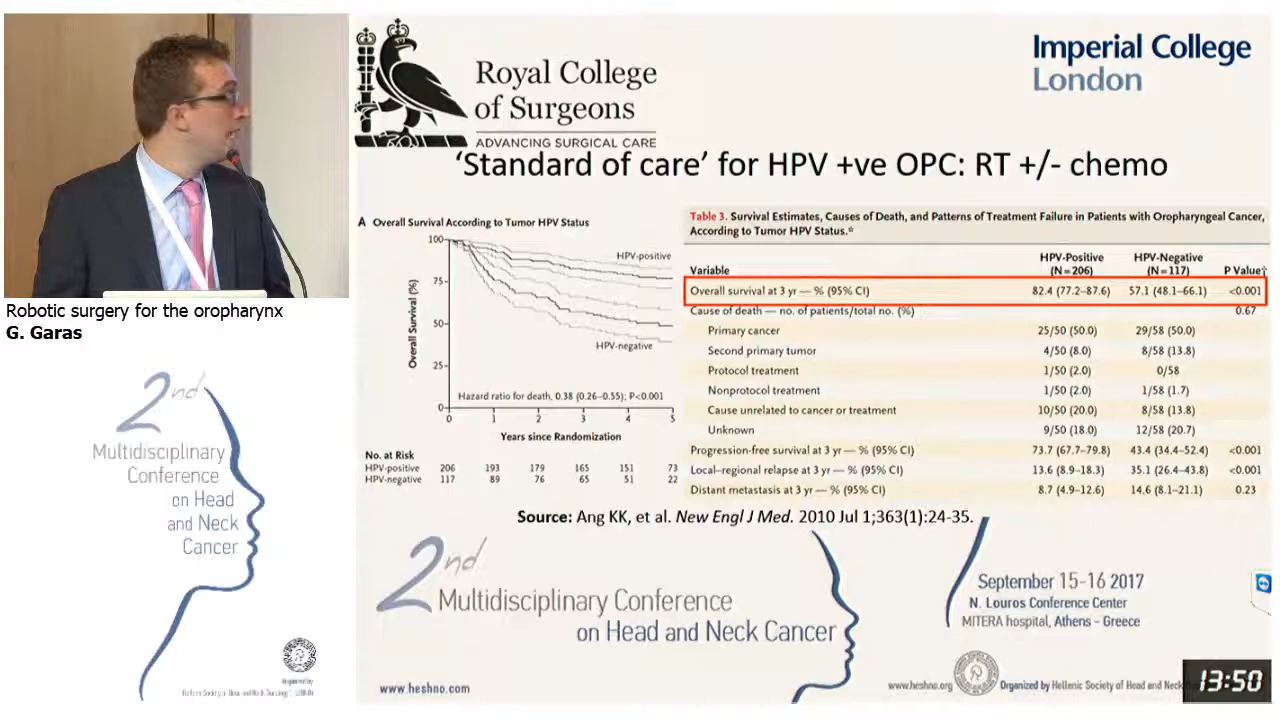 Royal College
of Surgeons
ADVANCING SURGICAL CARE
Imperial College
London
‘Standard of care’ for HPV +ve OPC: RT +/- chemo
A Overall Survival According to Tumor HPV Status
Overall Survival (%)
100
75
50
25
0
HPV-positive
HPV-negative
Hazard ratio for death, 0.38 (0.26–0.55); P<0.001
0 1 2 3 4 5
Years since Randomization
No. at Risk
HPV-positive 206 193 179 165 151 73
HPV-negative 117 89 76 65 51 22
Table 3. Survival Estimates, Causes of Death, and Patterns of Treatment Failure in Patients with Oropharyngeal Cancer,
According to Tumor HPV Status.*
Variable HPV-Positive (N=206) HPV-Negative (N=117) P Value†
Overall survival at 3 yr — % (95% CI) 82.4 (77.2–87.6) 57.1 (48.1–66.1) <0.001
Cause of death — no. of patients/total no. (%) 0.67
Primary cancer 25/50 (50.0) 29/58 (50.0)
Second primary tumor 4/50 (8.0) 8/58 (13.8)
Protocol treatment 1/50 (2.0) 0/58
Nonprotocol treatment 1/50 (2.0) 1/58 (1.7)
Cause unrelated to cancer or treatment 10/50 (20.0) 8/58 (13.8)
Unknown 9/50 (18.0) 12/58 (20.7)
Progression-free survival at 3 yr — % (95% CI) 73.7 (67.7–79.8) 43.4 (34.4–52.4) <0.001
Local–regional relapse at 3 yr — % (95% CI) 13.6 (8.9–18.3) 35.1 (26.4–43.8) <0.001
Distant metastasis at 3 yr — % (95% CI) 8.7 (4.9–12.6) 14.6 (8.1–21.1) 0.23
Source: Ang KK, et al. New Engl J Med. 2010 Jul 1;363(1):24-35.
Robotic surgery for the oropharynx
G. Garas
2nd
Multidisciplinary
Conference
on Head
and Neck
Cancer
Organized by
2nd
Multidisciplinary Conference
on Head and Neck Cancer
September 15-16 2017
N. Louros Conference Center
MITERA hospital, Athens - Greece
www.heshno.com
www.heshno.org
Organized by Hellenic Society of Head and Neck
13:50